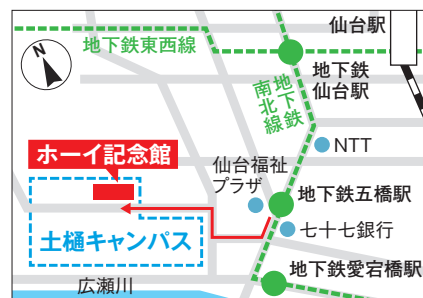 仙台駅
地下鉄東西線
N
地下鉄
仙台駅
地下鉄
南北線
NTT
ホーイ記念館
仙台福祉
プラザ
地下鉄五橋駅
土樋キャンパス
七十七銀行
地下鉄愛宕橋駅
広瀬川